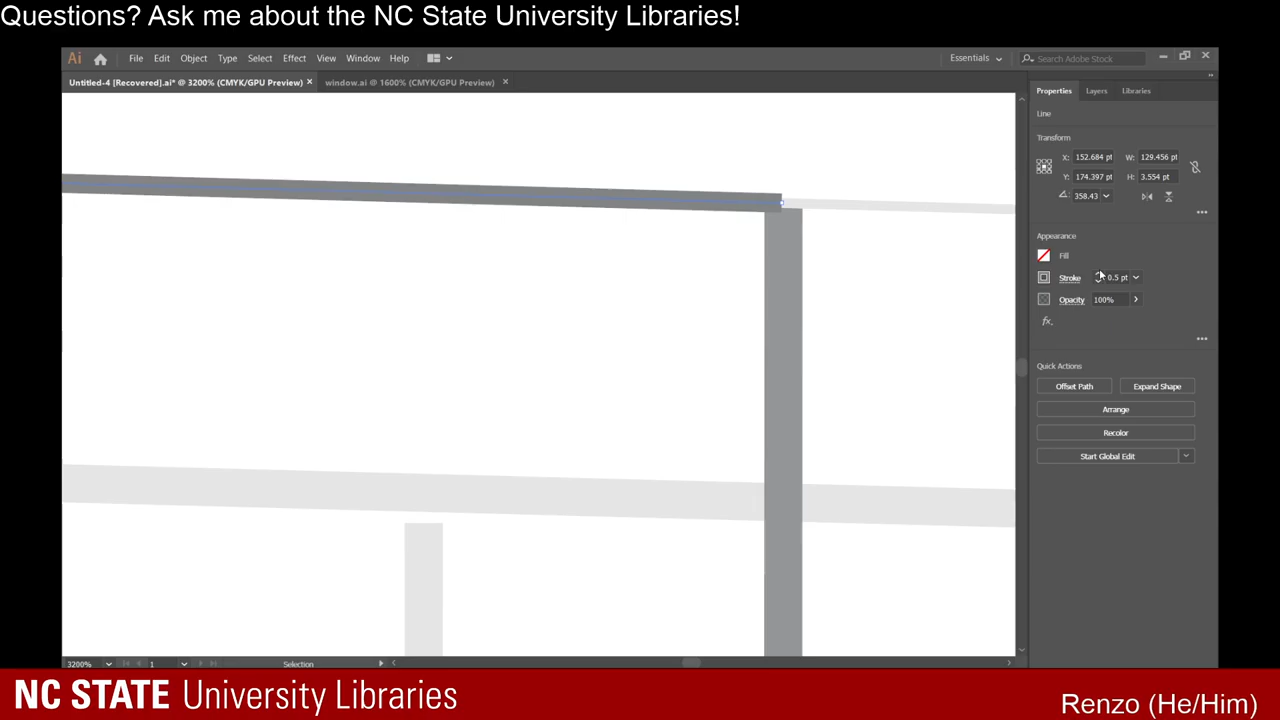 Questions? Ask me about the NC State University Libraries!
Ai File Edit Object Type Select Effect View Window Help Essentials Search Adobe Stock
Untitled-4 [Recovered].ai* @ 3200% (CMYK/GPU Preview) × window.ai @ 1600% (CMYK/GPU Preview) ×
Properties Layers Libraries
Line
Transform
X: 152.684 pt W: 129.456 pt
Y: 174.397 pt H: 3.554 pt
358.43
Appearance
Fill
Stroke 0.5 pt
Opacity 100%
fx.
Quick Actions
Offset Path Expand Shape
Arrange
Recolor
Start Global Edit
3200% 1 Selection
NC STATE University Libraries
Renzo (He/Him)